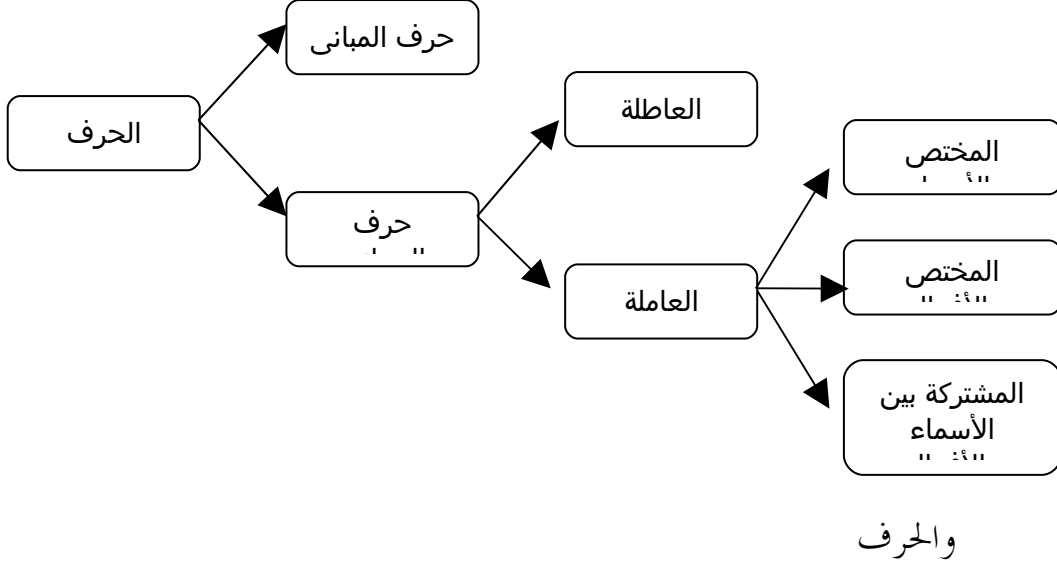 حرف المبانى
الحرف
العاطلة
المختص
حرف
المختص
العاملة
المشتركة بين
الأسماء
والحرف